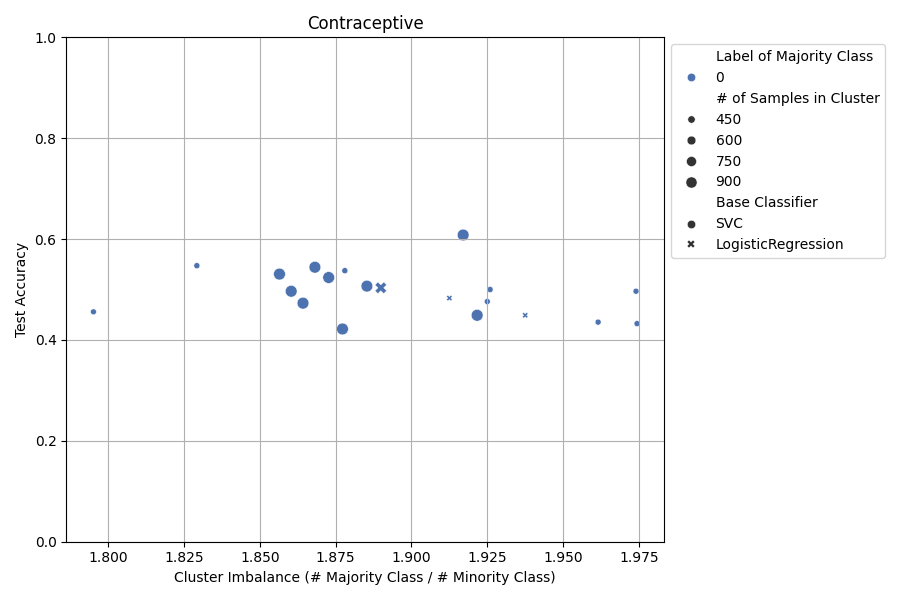 Contraceptive
1.0
0.8
0.6
0.4
0.2
0.0
Test Accuracy
1.800
1.825
1.850
1.875
1.900
1.925
1.950
1.975
Cluster Imbalance (# Majority Class / # Minority Class)
Label of Majority Class
0
# of Samples in Cluster
450
600
750
900
Base Classifier
SVC
LogisticRegression